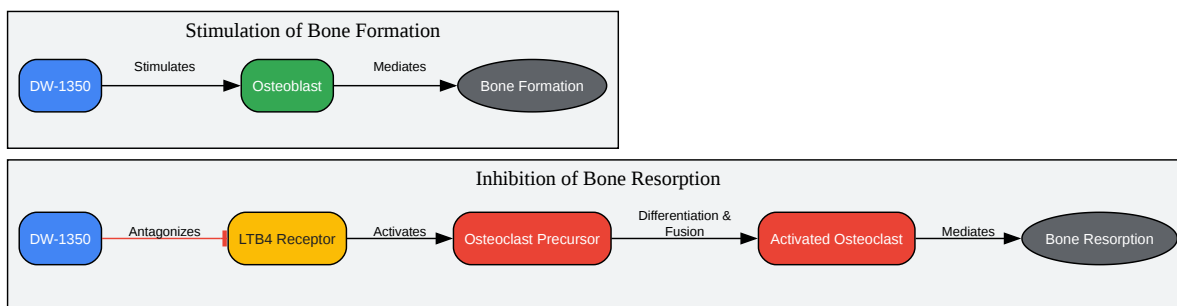 Stimulation of Bone Formation
DW-1350
Stimulates
Osteoblast
Mediates
Bone Formation
Inhibition of Bone Resorption
DW-1350
Antagonizes
LTB4 Receptor
Activates
Osteoclast Precursor
Differentiation &
Fusion
Activated Osteoclast
Mediates
Bone Resorption